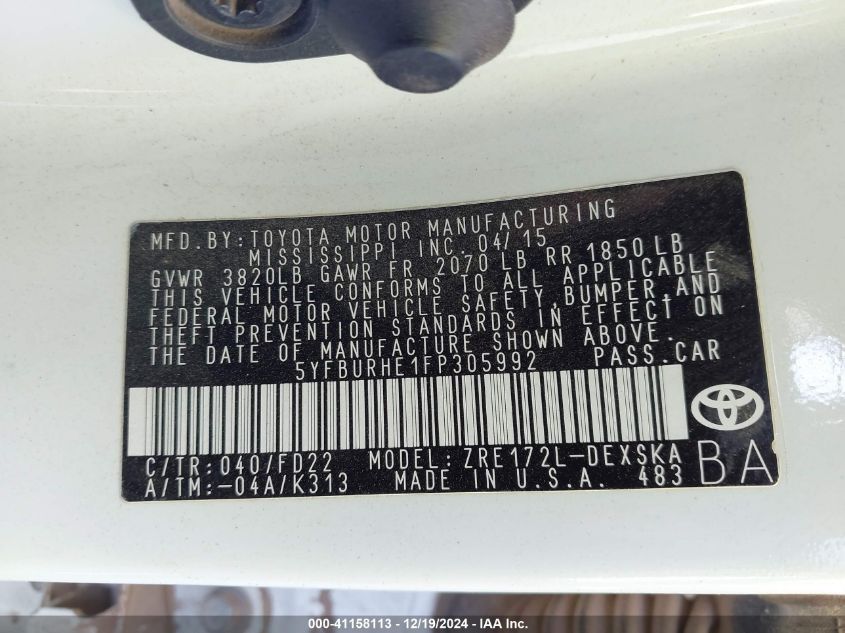 MFD.BY:TOYOTA MOTOR MANUFACTURING
MISSISSIPPI INC 04/15
GVWR 3820LB GAWR FR 2070LB RR 1850LB
THIS VEHICLE CONFORMS TO ALL APPLICABLE
FEDERAL MOTOR VEHICLE SAFETY,BUMPER,AND
THEFT PREVENTION STANDARDS IN EFFECT ON
THE DATE OF MANUFACTURE SHOWN ABOVE.
5YFBURHE1FP305992 PASS.CAR
C/TR:040/FD22 MODEL:ZRE172L-DEXSKA
A/TM:-04A/K313 MADE IN U.S.A. 483 BA
000-41158113 - 12/19/2024 - IAA Inc.